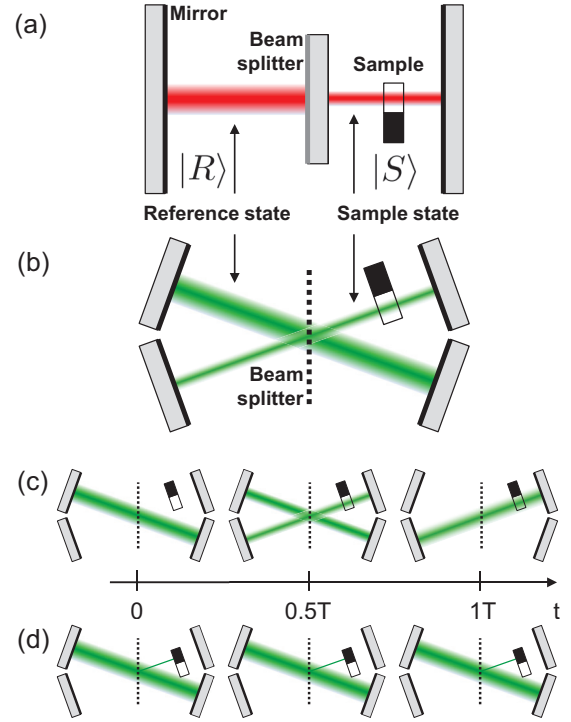 (a)
Mirror
Beam
splitter
Sample
|R⟩
|S⟩
Reference state
Sample state
(b)
Beam
splitter
(c)
0
0.5T
1T
t
(d)